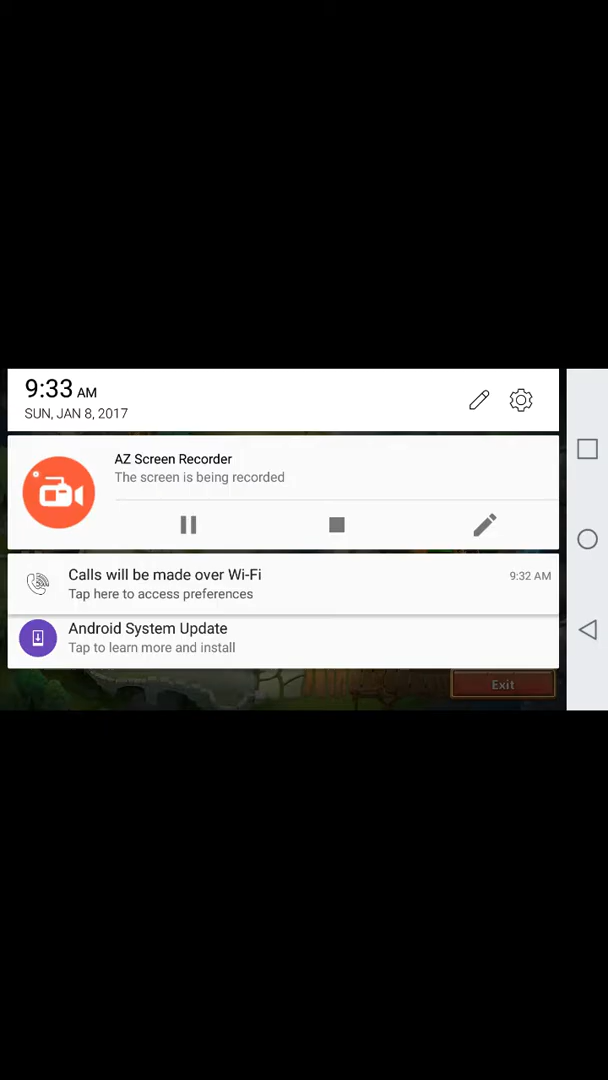 9:33 AM
SUN, JAN 8, 2017
AZ Screen Recorder
The screen is being recorded
Calls will be made over Wi-Fi
9:32 AM
Tap here to access preferences
Android System Update
Tap to learn more and install
Exit